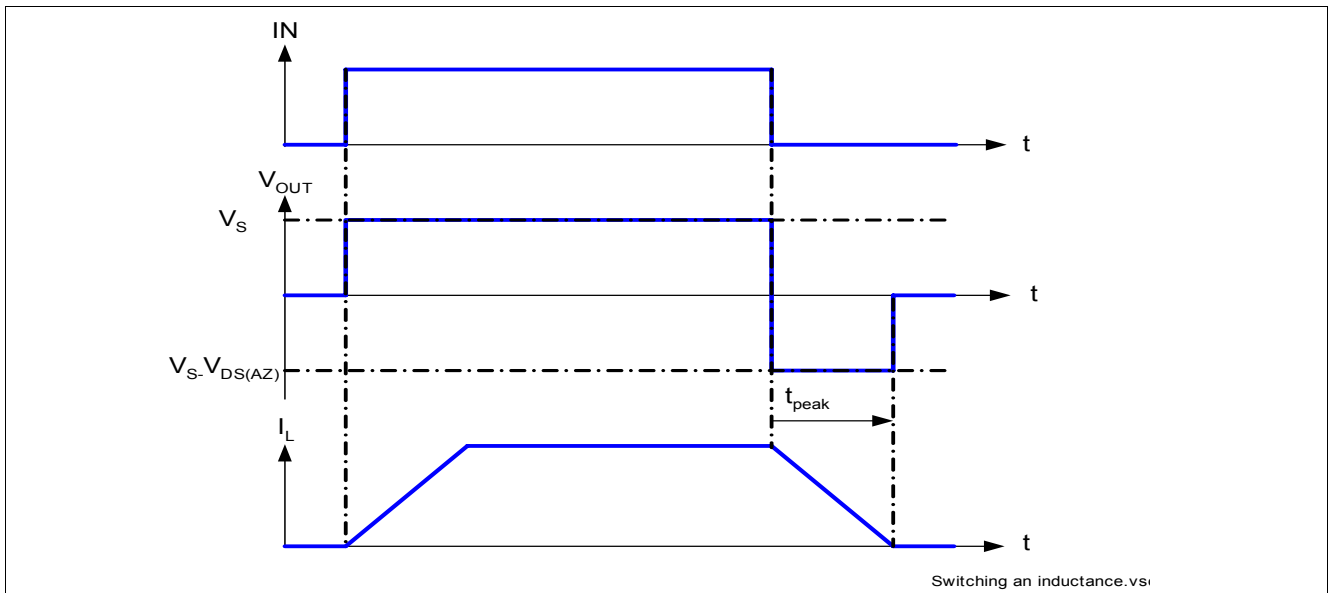 IN
t
V_OUT
V_S
t
V_S-V_DS(AZ)
t_peak
I_L
t
Switching an inductance.vs